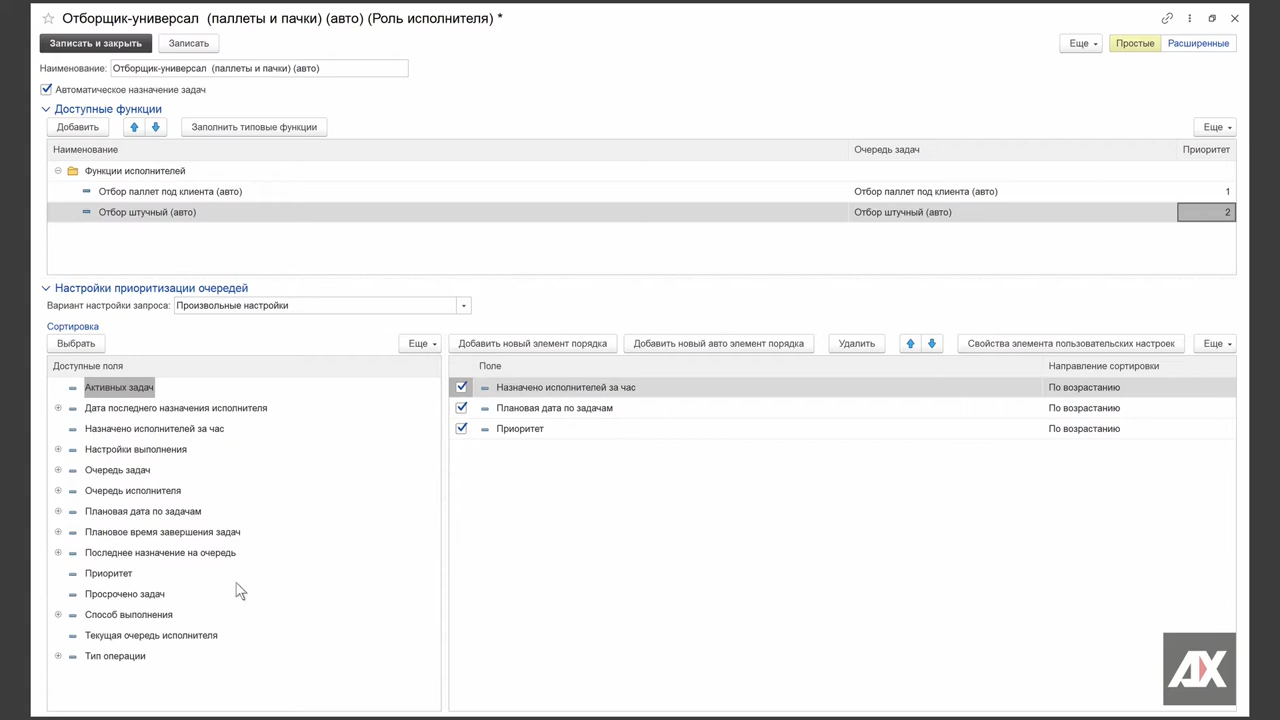 Отборщик-универсал (паллеты и пачки) (авто) (Роль исполнителя) *
Записать и закрыть Записать Еще Простые Расширенные
Наименование: Отборщик-универсал (паллеты и пачки) (авто)
Автоматическое назначение задач
Доступные функции
Добавить Заполнить типовые функции Еще
Наименование Очередь задач Приоритет
Функции исполнителей
Отбор паллет под клиента (авто) Отбор паллет под клиента (авто) 1
Отбор штучный (авто) Отбор штучный (авто) 2
Настройки приоритизации очередей
Вариант настройки запроса: Произвольные настройки
Сортировка
Выбрать Еще Добавить новый элемент порядка Добавить новый авто элемент порядка Удалить Свойства элемента пользовательских настроек Еще
Доступные поля Поле Направление сортировки
Активных задач Назначено исполнителей за час По возрастанию
Дата последнего назначения исполнителя Плановая дата по задачам По возрастанию
Назначено исполнителей за час Приоритет По возрастанию
Настройки выполнения
Очередь задач
Очередь исполнителя
Плановая дата по задачам
Плановое время завершения задач
Последнее назначение на очередь
Приоритет
Просрочено задач
Способ выполнения
Текущая очередь исполнителя
Тип операции
AX